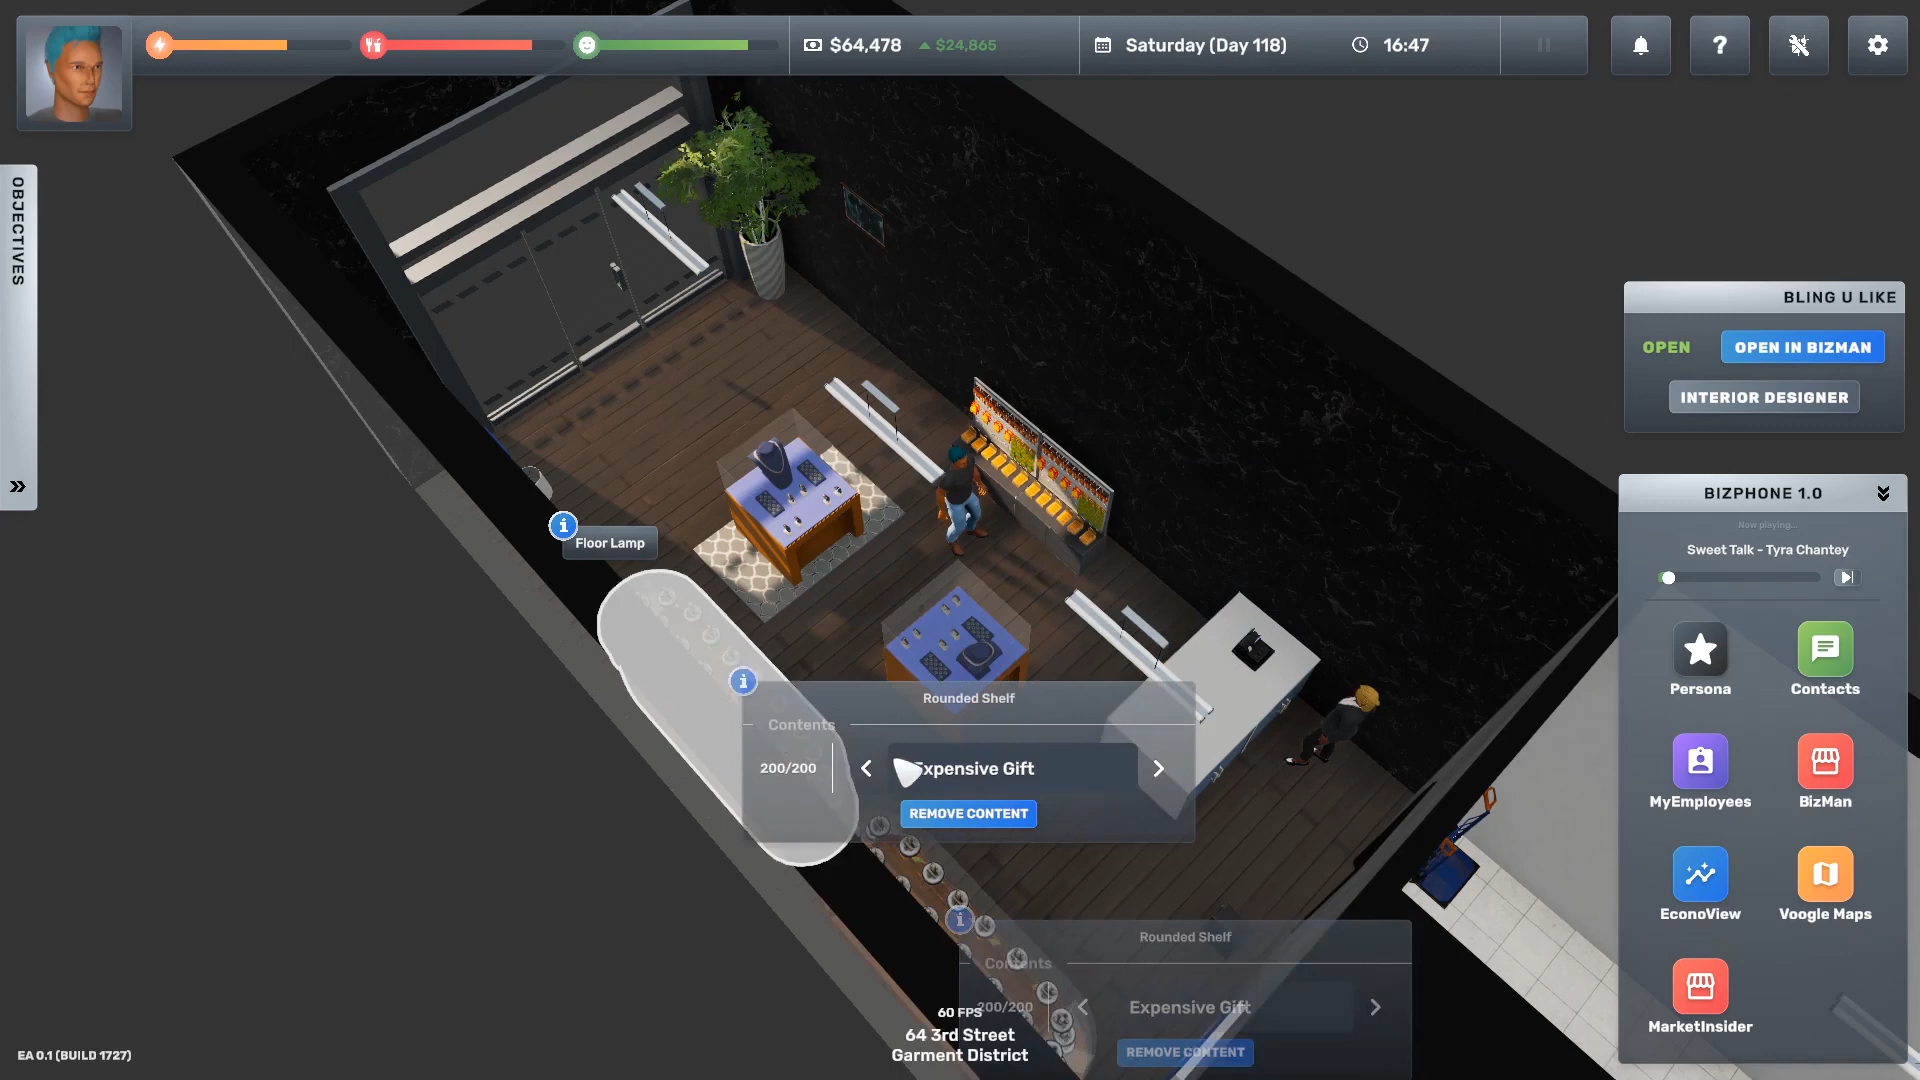 $64,478
$24,865
Saturday (Day 118)
16:47
?
OBJECTIVES
BLING U LIKE
OPEN
OPEN IN BIZMAN
INTERIOR DESIGNER
BIZPHONE 1.0
Now playing...
Sweet Talk - Tyra Chantey
Persona
Contacts
MyEmployees
BizMan
EconoView
Voogle Maps
MarketInsider
i
Floor Lamp
i
Rounded Shelf
Contents
200/200
Expensive Gift
REMOVE CONTENT
i
Rounded Shelf
Contents
200/200
Expensive Gift
REMOVE CONTENT
60 FPS
64 3rd Street
Garment District
EA 0.1 (BUILD 1727)